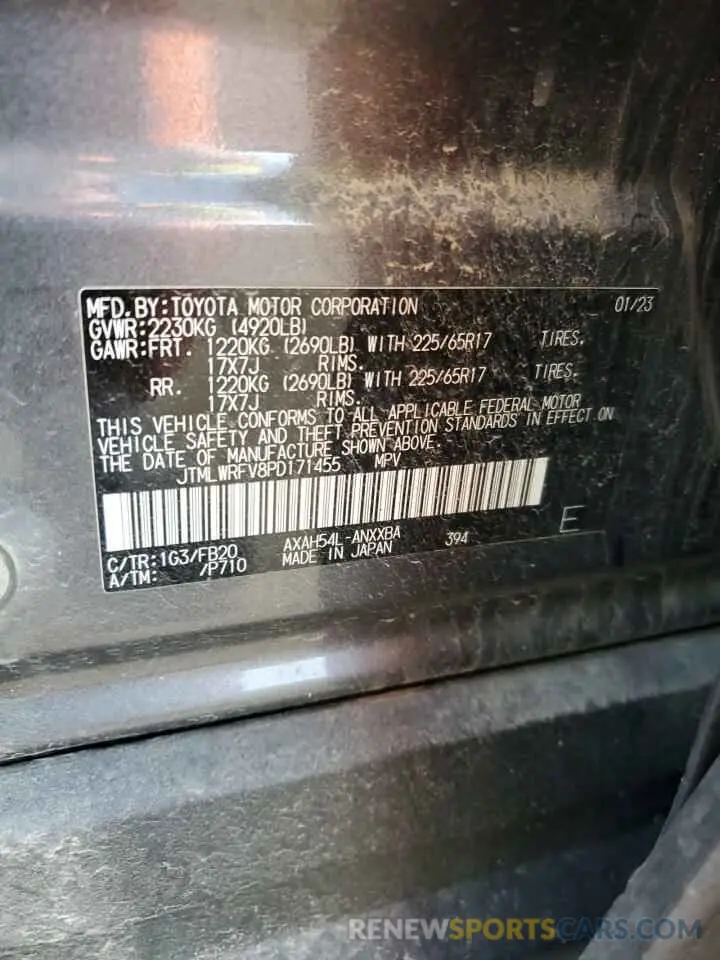 MFD. BY: TOYOTA MOTOR CORPORATION 01/23
GVWR: 2230KG (4920LB)
GAWR: FRT. 1220KG (2690LB) WITH 225/65R17 TIRES.
17X7J RIMS.
RR. 1220KG (2690LB) WITH 225/65R17 TIRES.
17X7J RIMS.
THIS VEHICLE CONFORMS TO ALL APPLICABLE FEDERAL MOTOR
VEHICLE SAFETY AND THEFT PREVENTION STANDARDS IN EFFECT ON
THE DATE OF MANUFACTURE SHOWN ABOVE.
JTMLWRFV8PD171455 MPV
E
C/TR: 1G3/FB20 AXAH54L-ANXXBA 394
A/TM: /P710 MADE IN JAPAN
RENEWSPORTSCARS.COM